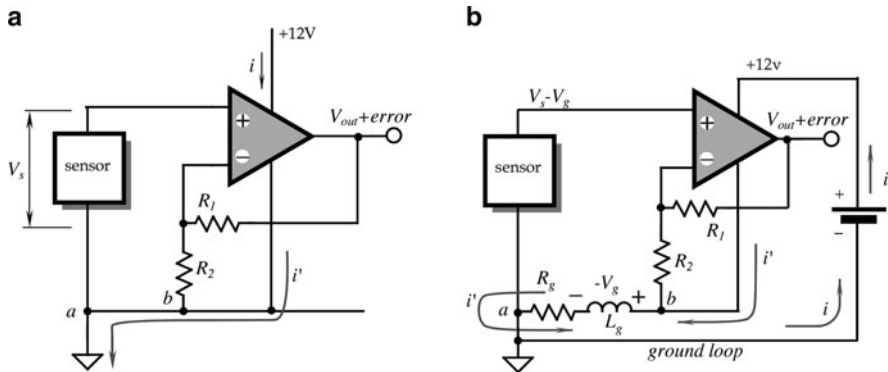 a
+12V
i
V_out+error
+
−
V_s
sensor
R_1
R_2
i'
a
b
b
+12v
V_s-V_g
V_out+error
+
−
sensor
i
+
−
R_1
R_2
i'
R_g
-V_g
−
+
i'
a
L_g
b
i
ground loop